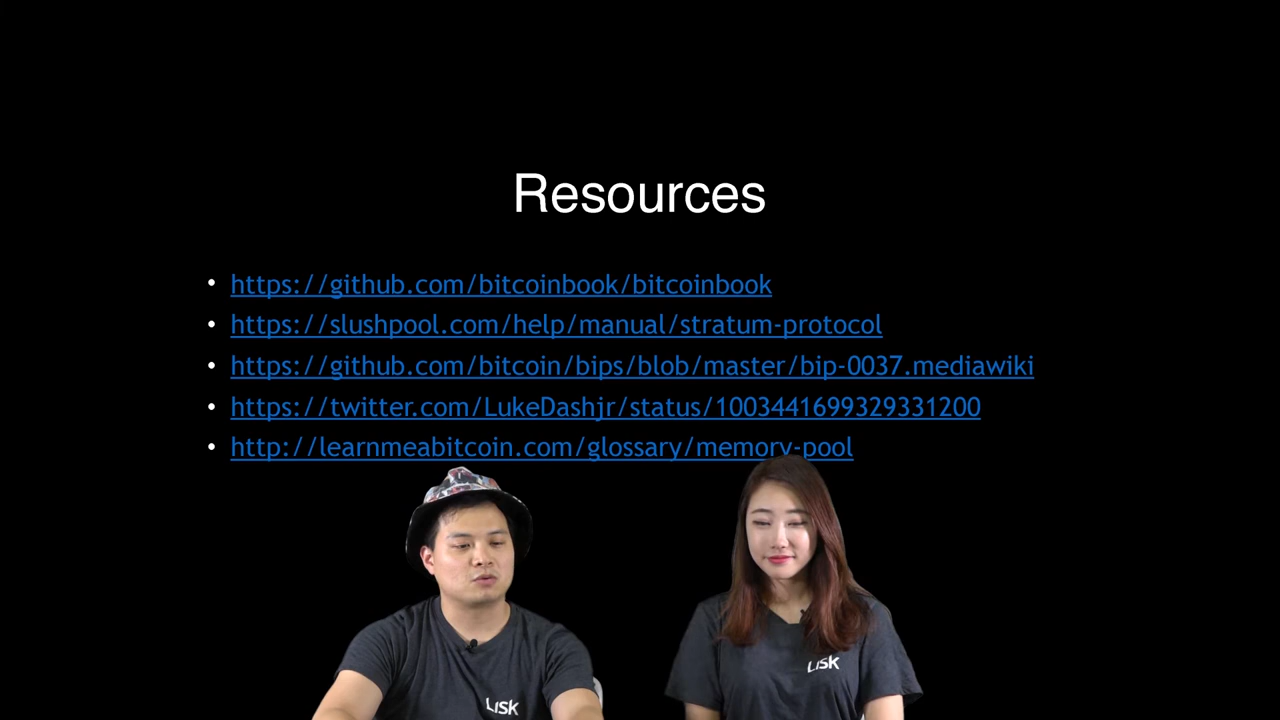 Resources
• https://github.com/bitcoinbook/bitcoinbook
• https://slushpool.com/help/manual/stratum-protocol
• https://github.com/bitcoin/bips/blob/master/bip-0037.mediawiki
• https://twitter.com/LukeDashjr/status/1003441699329331200
• http://learnmeabitcoin.com/glossary/memory-pool
Lisk
Lisk